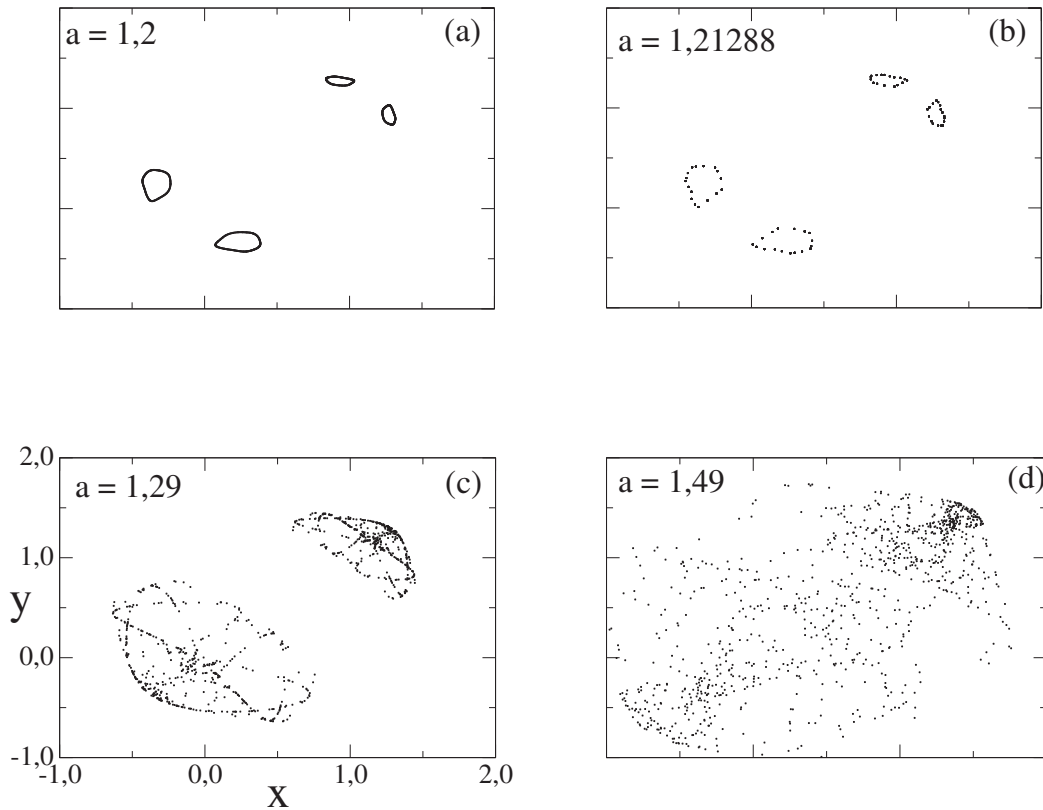 a = 1,2 (a)
a = 1,21288 (b)
2,0
a = 1,29 (c)
a = 1,49 (d)
1,0
y
0,0
-1,0
-1,0 0,0 1,0 2,0
x